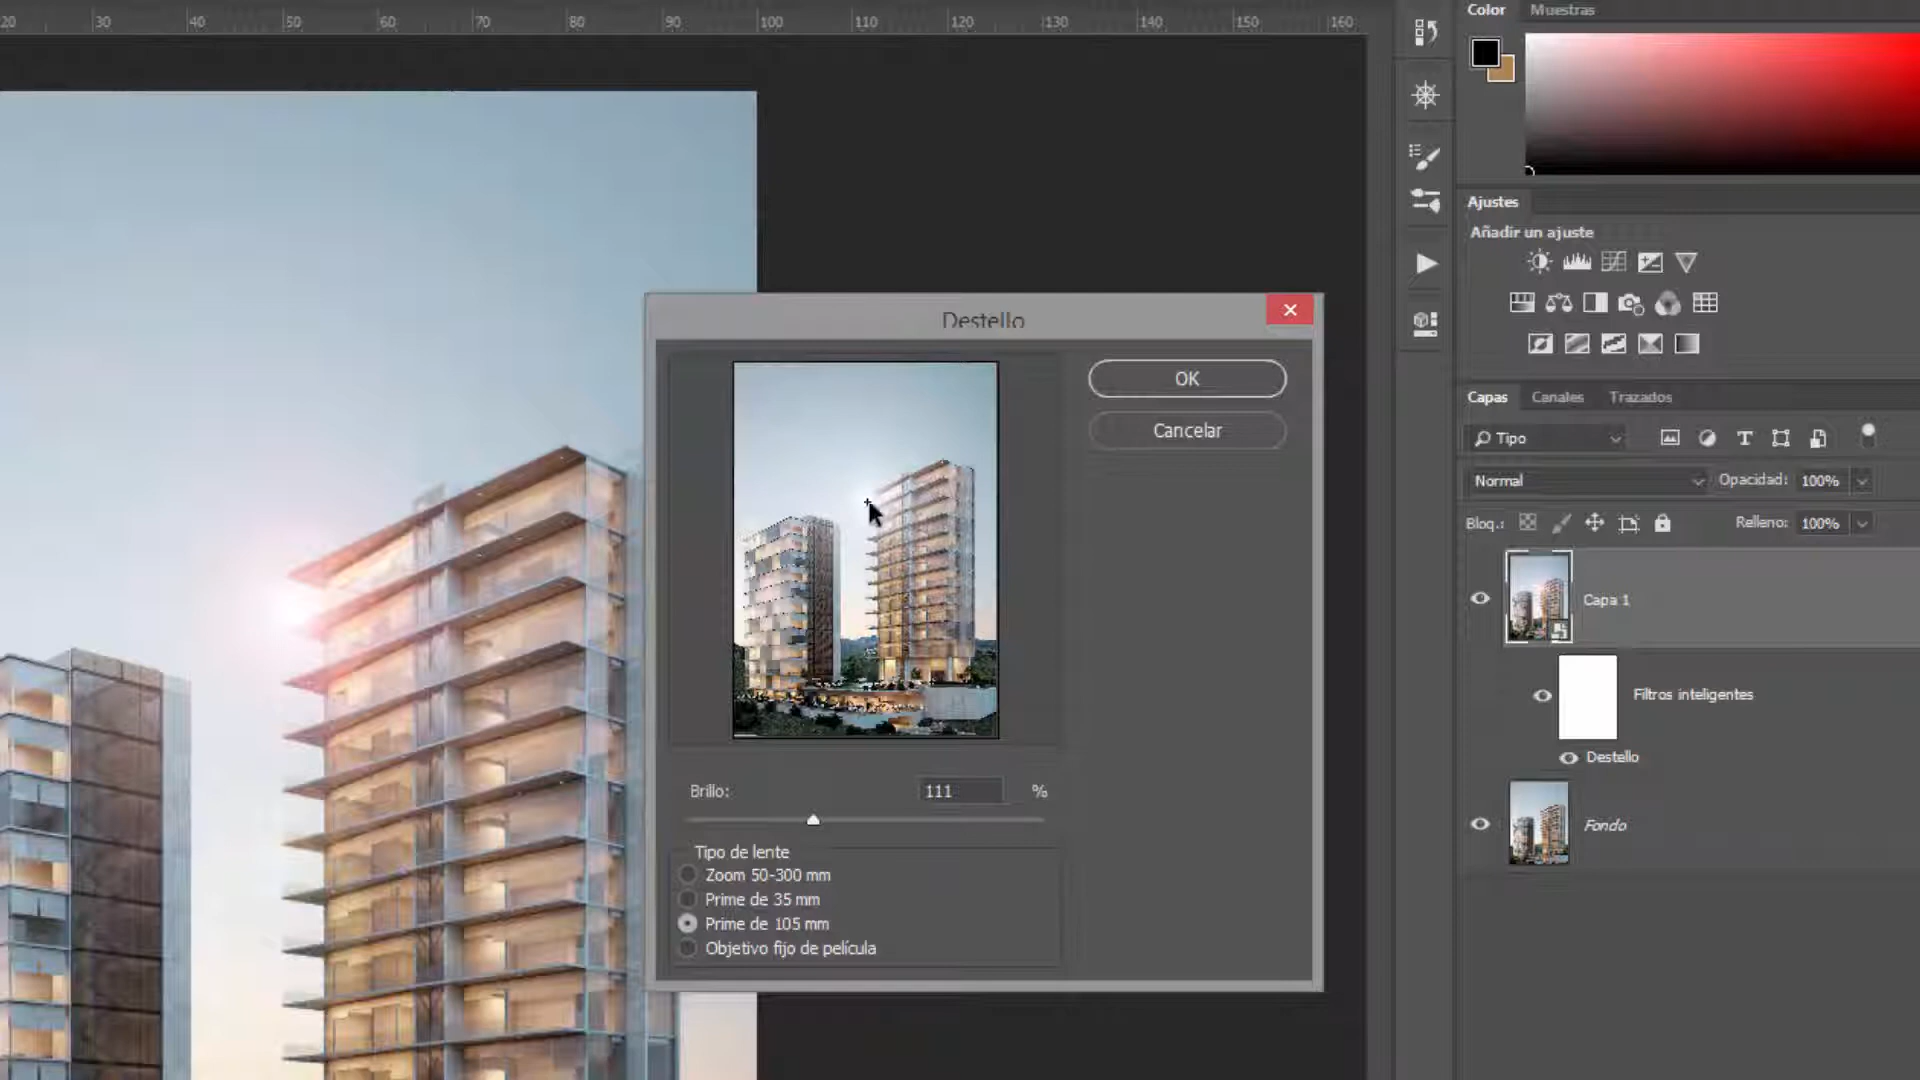 20 30 40 50 60 70 80 90 100 110 120 130 140 150 160
Color Muestras
Ajustes
Añadir un ajuste
Destello
OK
Cancelar
Brillo: 111 %
Tipo de lente
Zoom 50-300 mm
Prime de 35 mm
Prime de 105 mm
Objetivo fijo de película
Capas Canales Trazados
Tipo
Normal Opacidad: 100%
Bloq.: Relleno: 100%
Capa 1
Filtros inteligentes
Destello
Fondo